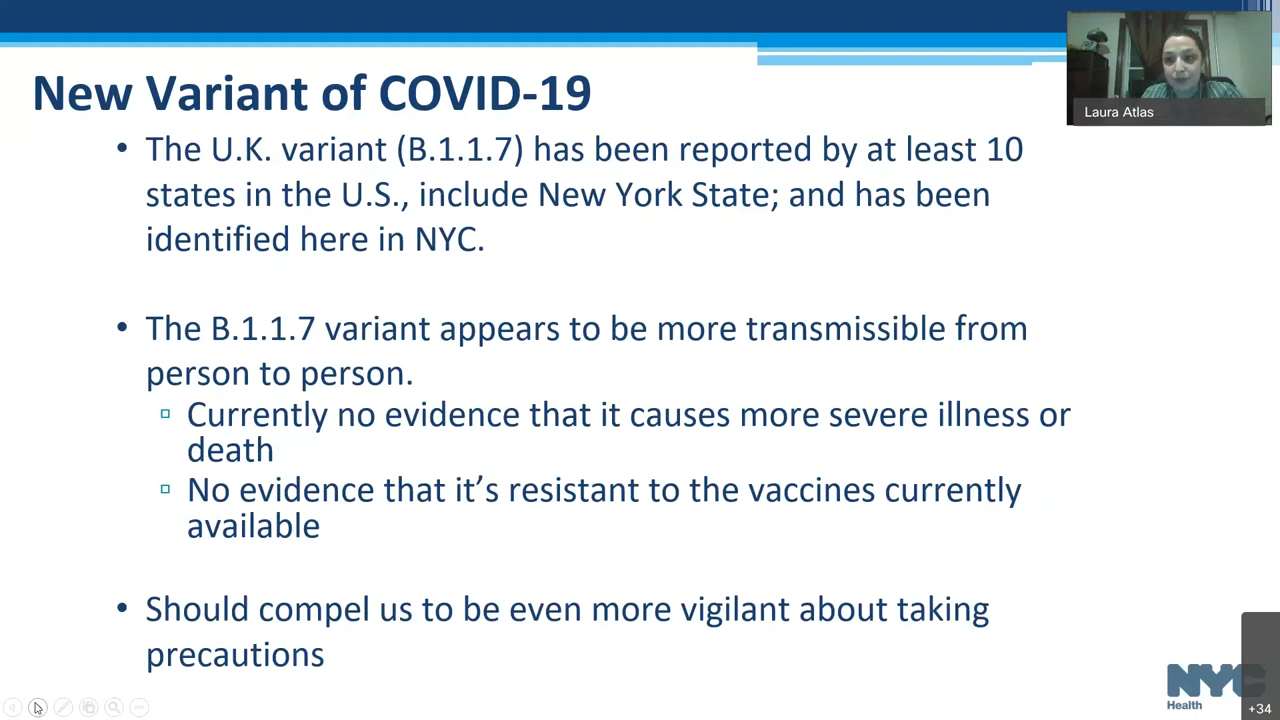 New Variant of COVID-19
Laura Atlas
• The U.K. variant (B.1.1.7) has been reported by at least 10
states in the U.S., include New York State; and has been
identified here in NYC.
• The B.1.1.7 variant appears to be more transmissible from
person to person.
▫ Currently no evidence that it causes more severe illness or
death
▫ No evidence that it’s resistant to the vaccines currently
available
• Should compel us to be even more vigilant about taking
precautions
NYC
Health
+34